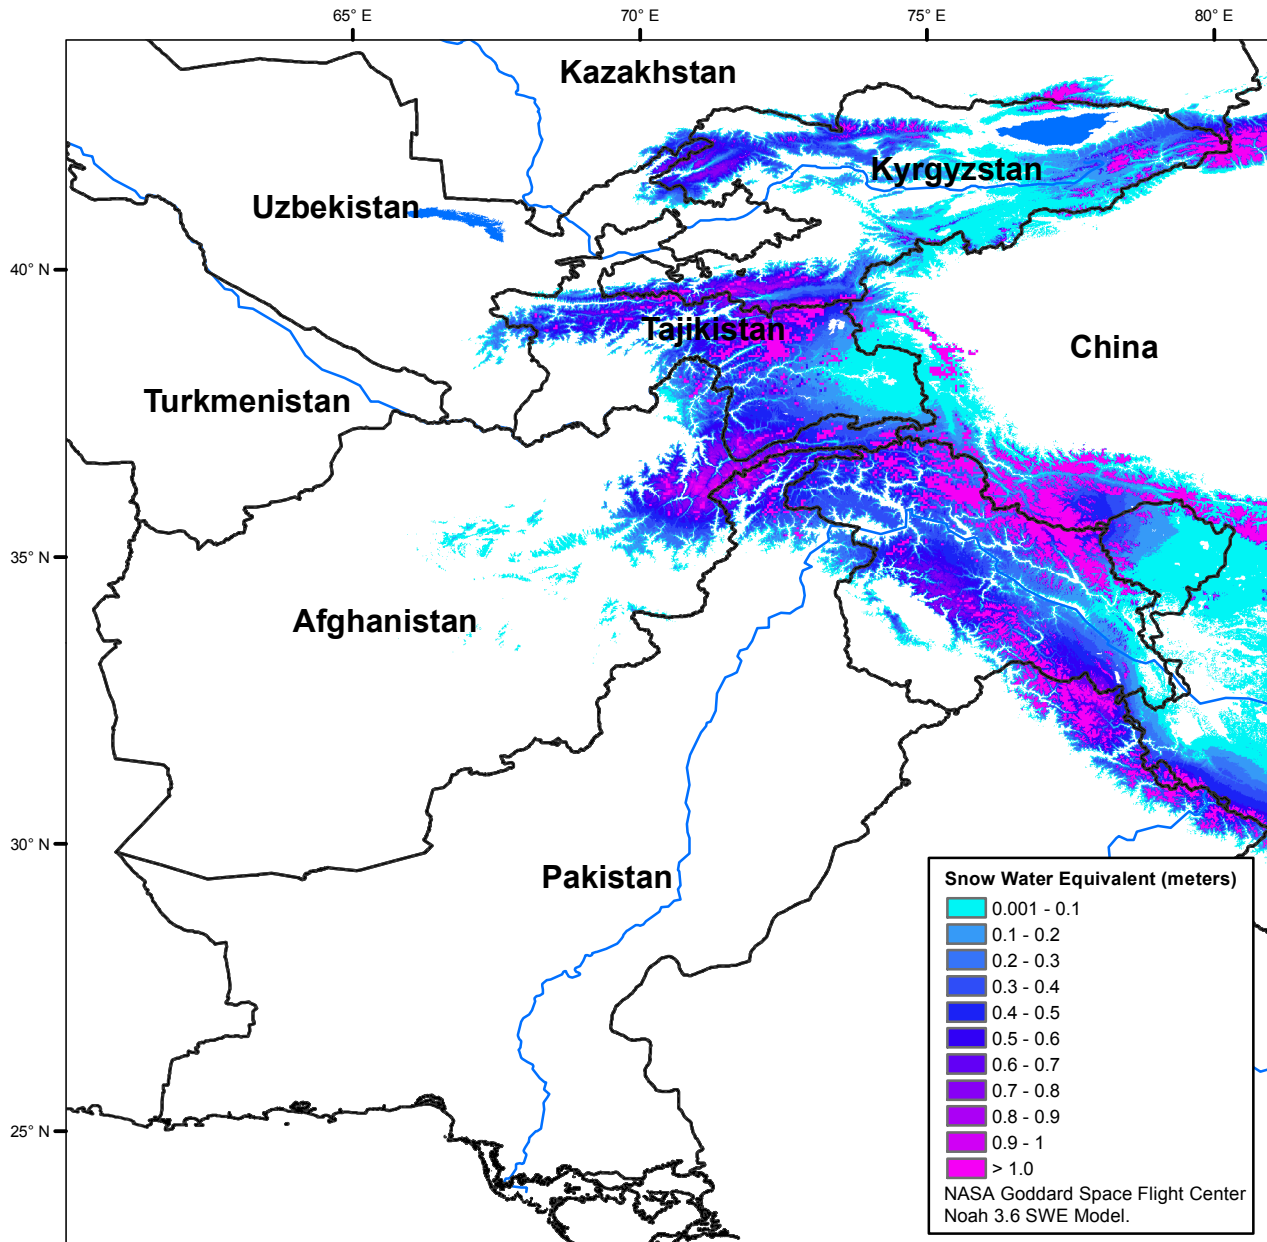 65° E
70° E
75° E
80° E
Kazakhstan
Kyrgyzstan
Uzbekistan
40° N
Tajikistan
China
Turkmenistan
35° N
Afghanistan
30° N
Pakistan
25° N
Snow Water Equivalent (meters)
0.001 - 0.1
0.1 - 0.2
0.2 - 0.3
0.3 - 0.4
0.4 - 0.5
0.5 - 0.6
0.6 - 0.7
0.7 - 0.8
0.8 - 0.9
0.9 - 1
> 1.0
NASA Goddard Space Flight Center
Noah 3.6 SWE Model.